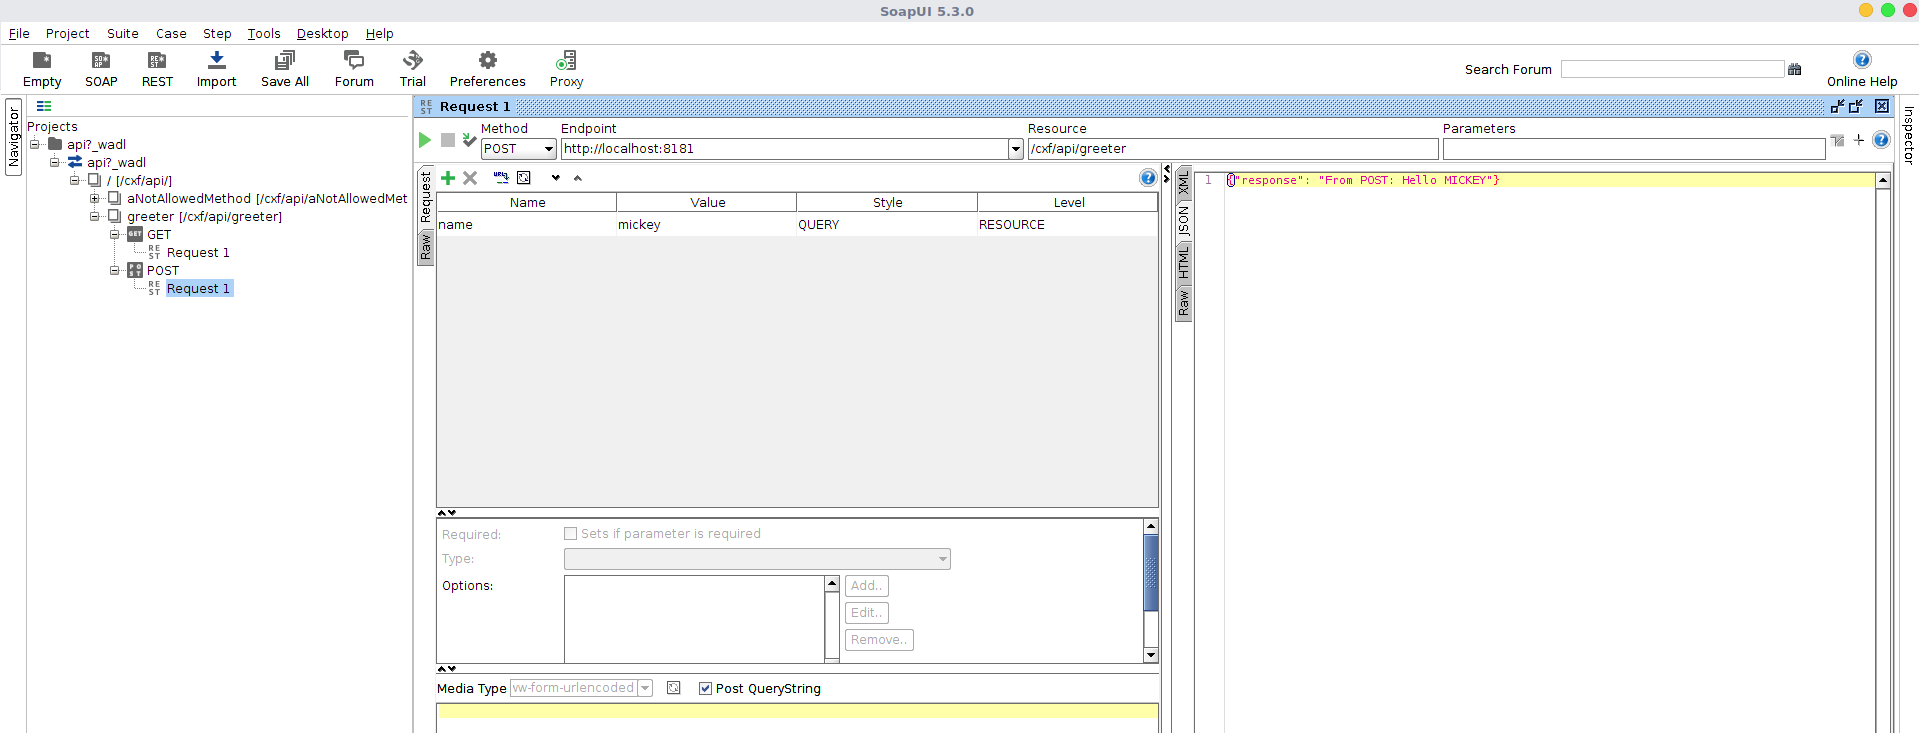 SoapUI 5.3.0
File Project Suite Case Step Tools Desktop Help
Empty SOAP REST Import Save All Forum Trial Preferences Proxy Search Forum Online Help
Navigator
Projects
api?_wadl
api?_wadl
/ [/cxf/api/]
aNotAllowedMethod [/cxf/api/aNotAllowedMet
greeter [/cxf/api/greeter]
GET
Request 1
POST
Request 1
Request 1
Method Endpoint Resource Parameters
POST http://localhost:8181 /cxf/api/greeter
Request
Raw
Name Value Style Level
name mickey QUERY RESOURCE
Required: Sets if parameter is required
Type:
Options: Add..
Edit..
Remove..
Media Type vw-form-urlencoded Post QueryString
XML
JSON
HTML
Raw
1 {"response": "From POST: Hello MICKEY"}
Inspector